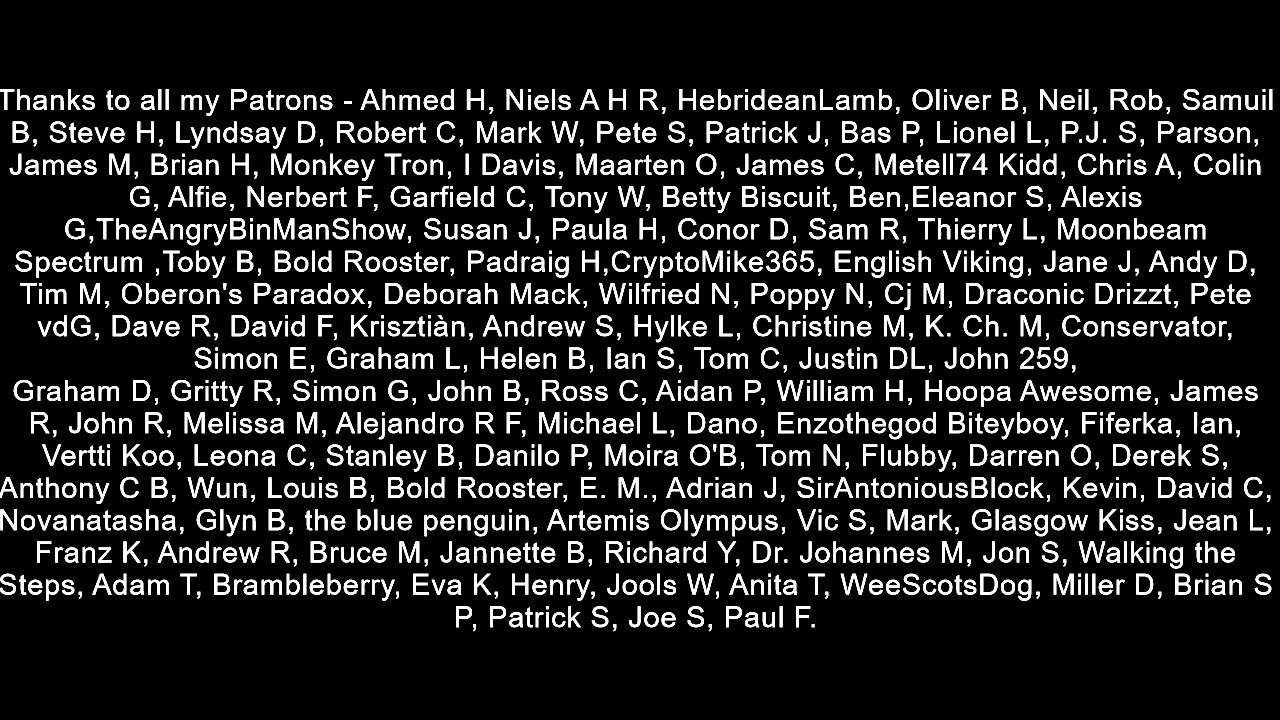 Thanks to all my Patrons - Ahmed H, Niels A H R, HebrideanLamb, Oliver B, Neil, Rob, Samuil
B, Steve H, Lyndsay D, Robert C, Mark W, Pete S, Patrick J, Bas P, Lionel L, P.J. S, Parson,
James M, Brian H, Monkey Tron, I Davis, Maarten O, James C, Metell74 Kidd, Chris A, Colin
G, Alfie, Nerbert F, Garfield C, Tony W, Betty Biscuit, Ben,Eleanor S, Alexis
G,TheAngryBinManShow, Susan J, Paula H, Conor D, Sam R, Thierry L, Moonbeam
Spectrum ,Toby B, Bold Rooster, Padraig H,CryptoMike365, English Viking, Jane J, Andy D,
Tim M, Oberon's Paradox, Deborah Mack, Wilfried N, Poppy N, Cj M, Draconic Drizzt, Pete
vdG, Dave R, David F, Krisztiàn, Andrew S, Hylke L, Christine M, K. Ch. M, Conservator,
Simon E, Graham L, Helen B, Ian S, Tom C, Justin DL, John 259,
Graham D, Gritty R, Simon G, John B, Ross C, Aidan P, William H, Hoopa Awesome, James
R, John R, Melissa M, Alejandro R F, Michael L, Dano, Enzothegod Biteyboy, Fiferka, Ian,
Vertti Koo, Leona C, Stanley B, Danilo P, Moira O'B, Tom N, Flubby, Darren O, Derek S,
Anthony C B, Wun, Louis B, Bold Rooster, E. M., Adrian J, SirAntoniousBlock, Kevin, David C,
Novanatasha, Glyn B, the blue penguin, Artemis Olympus, Vic S, Mark, Glasgow Kiss, Jean L,
Franz K, Andrew R, Bruce M, Jannette B, Richard Y, Dr. Johannes M, Jon S, Walking the
Steps, Adam T, Brambleberry, Eva K, Henry, Jools W, Anita T, WeeScotsDog, Miller D, Brian S
P, Patrick S, Joe S, Paul F.